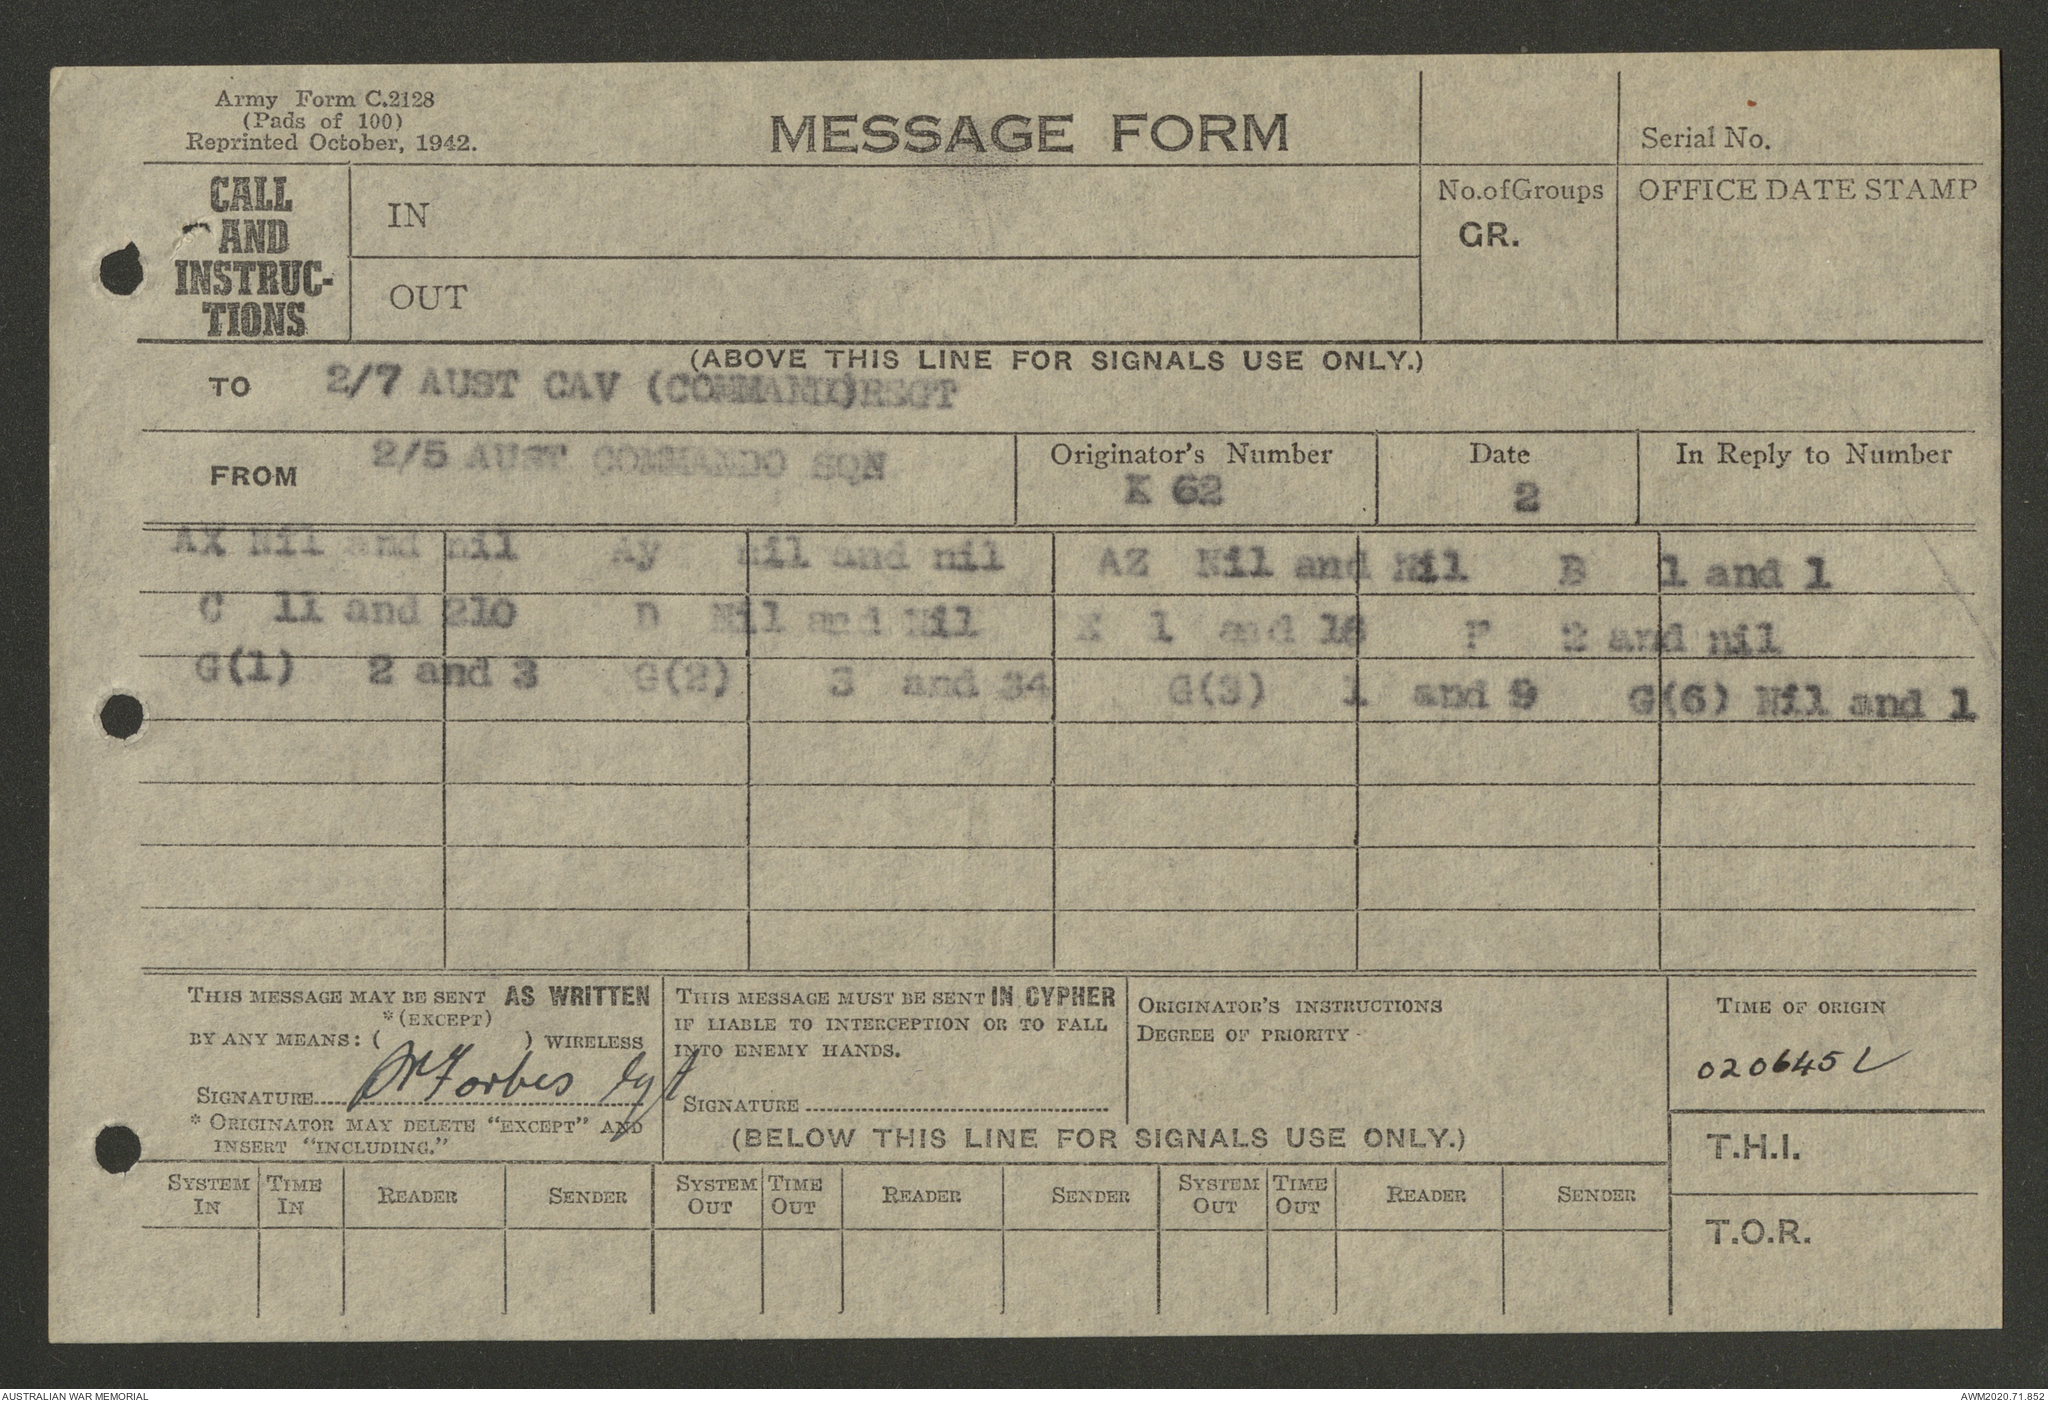 Army Form C.2128
(Pads of 100)
Reprinted October, 1942.
MESSAGE FORM
Serial No.
CALL
AND
INSTRUC-
TIONS
IN
OUT
No. of Groups
GR.
OFFICE DATE STAMP
(ABOVE THIS LINE FOR SIGNALS USE ONLY.)
TO 2/7 AUST CAV (COMMANDO) REGT
FROM 2/5 AUST COMMANDO SQN
Originator's Number
K 62
Date
2
In Reply to Number
AX Nil and nil Ay nil and nil AZ Nil and Nil B 1 and 1
C 11 and 210 D Nil and Nil 1 and 16 F 2 and nil
G(1) 2 and 3 G(2) 3 and 34 G(3) 1 and 9 G(6) Nil and 1
THIS MESSAGE MAY BE SENT AS WRITTEN
*(EXCEPT)
BY ANY MEANS: ( ) WIRELESS
SIGNATURE Forbes
* ORIGINATOR MAY DELETE "EXCEPT" AND
INSERT "INCLUDING."
THIS MESSAGE MUST BE SENT IN CYPHER
IF LIABLE TO INTERCEPTION OR TO FALL
INTO ENEMY HANDS.
SIGNATURE
ORIGINATOR'S INSTRUCTIONS
DEGREE OF PRIORITY
TIME OF ORIGIN
020645 L
(BELOW THIS LINE FOR SIGNALS USE ONLY.)
T.H.I.
T.O.R.
SYSTEM IN TIME IN READER SENDER SYSTEM OUT TIME OUT READER SENDER SYSTEM OUT TIME OUT READER SENDER
AUSTRALIAN WAR MEMORIAL
AWM2020.71.852